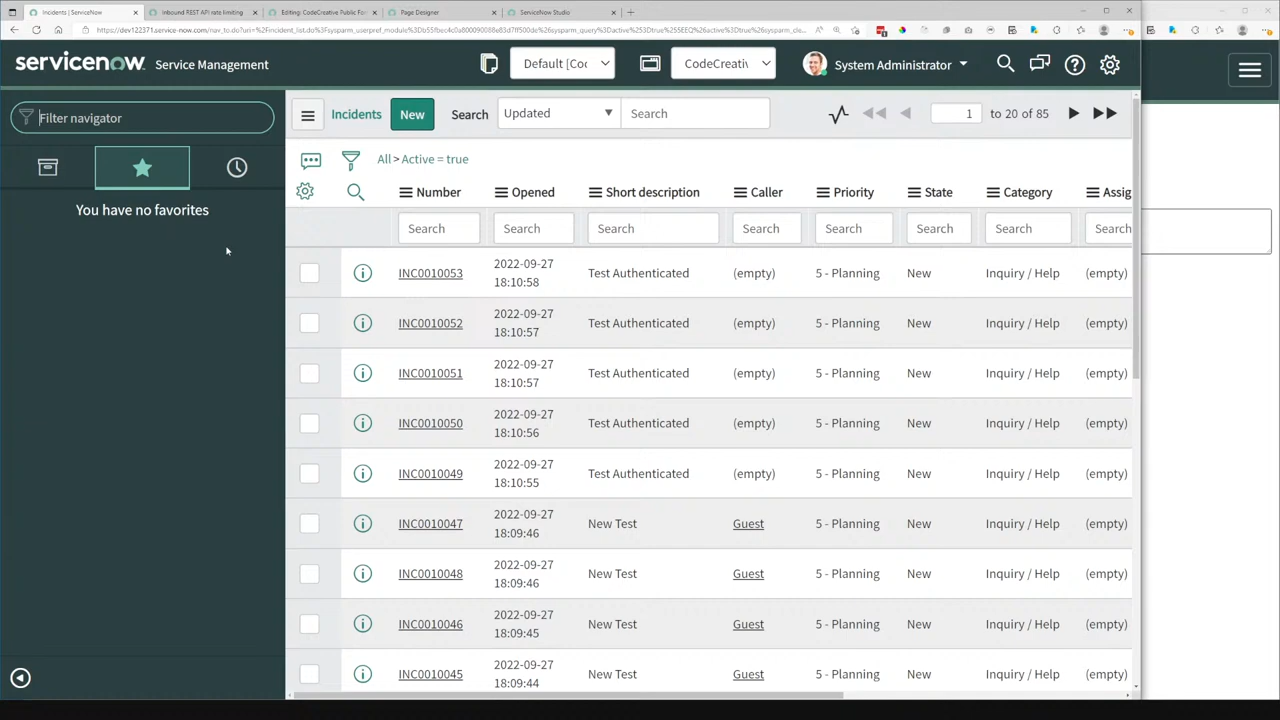 Incidents | ServiceNow
Inbound REST API rate limiting
Editing: CodeCreative Public Fo
Page Designer
ServiceNow Studio
servicenow Service Management
Default [Coc
CodeCreativ
System Administrator
Filter navigator
You have no favorites
Incidents New Search Updated Search 1 to 20 of 85
All > Active = true
Number Opened Short description Caller Priority State Category Assig
Search Search Search Search Search Search Search Search
INC0010053 2022-09-27 18:10:58 Test Authenticated (empty) 5 - Planning New Inquiry / Help (empty)
INC0010052 2022-09-27 18:10:57 Test Authenticated (empty) 5 - Planning New Inquiry / Help (empty)
INC0010051 2022-09-27 18:10:57 Test Authenticated (empty) 5 - Planning New Inquiry / Help (empty)
INC0010050 2022-09-27 18:10:56 Test Authenticated (empty) 5 - Planning New Inquiry / Help (empty)
INC0010049 2022-09-27 18:10:55 Test Authenticated (empty) 5 - Planning New Inquiry / Help (empty)
INC0010047 2022-09-27 18:09:46 New Test Guest 5 - Planning New Inquiry / Help (empty)
INC0010048 2022-09-27 18:09:46 New Test Guest 5 - Planning New Inquiry / Help (empty)
INC0010046 2022-09-27 18:09:45 New Test Guest 5 - Planning New Inquiry / Help (empty)
INC0010045 2022-09-27 18:09:44 New Test Guest 5 - Planning New Inquiry / Help (empty)